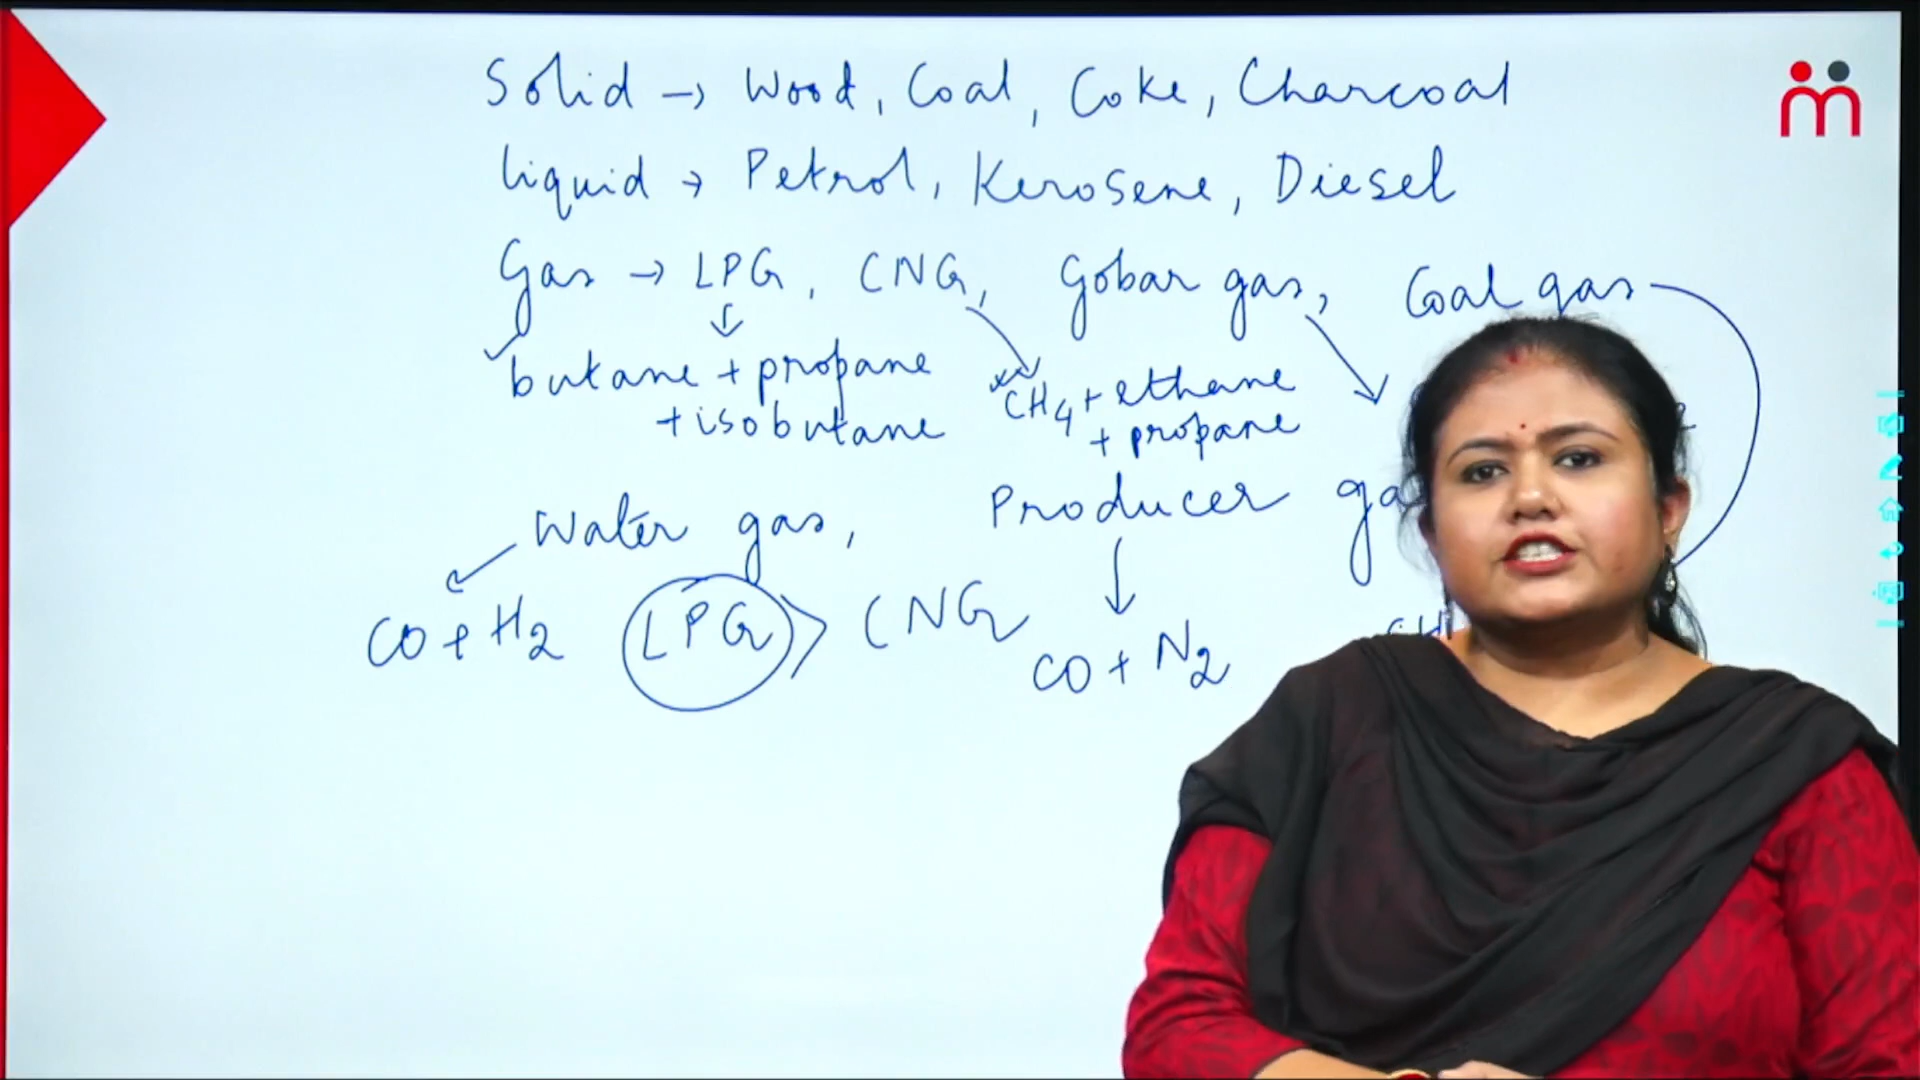 Solid → Wood, Coal, Coke, Charcoal
liquid → Petrol, Kerosene, Diesel
Gas → LPG, CNG, Gobar gas, Coal gas
butane + propane
+ isobutane
CH4 + ethane
+ propane
Water gas, Producer
CO + H2
LPG > CNG
CO + N2